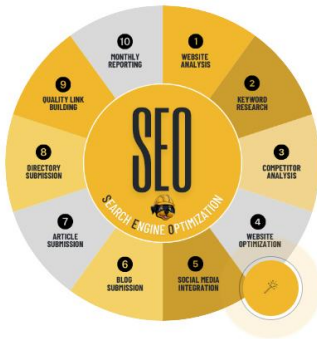 1
WEBSITE
ANALYSIS
2
KEYWORD
RESEARCH
3
COMPETITOR
ANALYSIS
4
WEBSITE
OPTIMIZATION
5
SOCIAL MEDIA
INTEGRATION
6
BLOG
SUBMISSION
7
ARTICLE
SUBMISSION
8
DIRECTORY
SUBMISSION
9
QUALITY LINK
BUILDING
10
MONTHLY
REPORTING
SEO
SEARCH ENGINE OPTIMIZATION